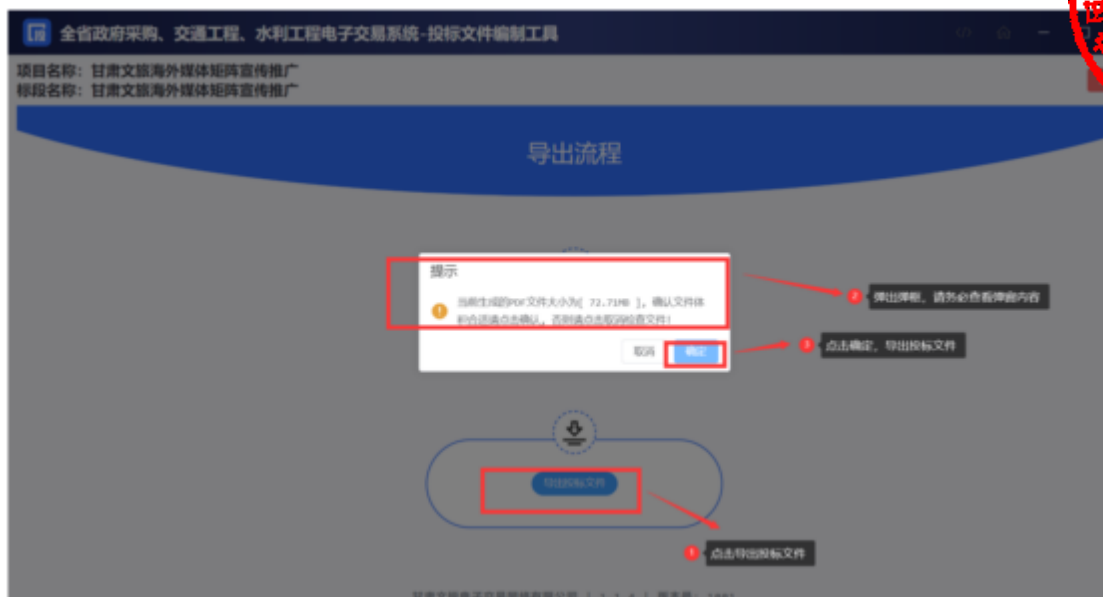 全省政府采购、交通工程、水利工程电子交易系统-投标文件编制工具
项目名称：甘肃文旅海外媒体矩阵宣传推广
标段名称：甘肃文旅海外媒体矩阵宣传推广
导出流程
提示
当前生成的PDF文件大小为[ 72.71MB ]，确认文件体
积合适请点击确认，否则请点击取消检查文件！
取消 确定
2 弹出弹框，请务必查看弹窗内容
3 点击确定，导出投标文件
导出投标文件
1 点击导出投标文件